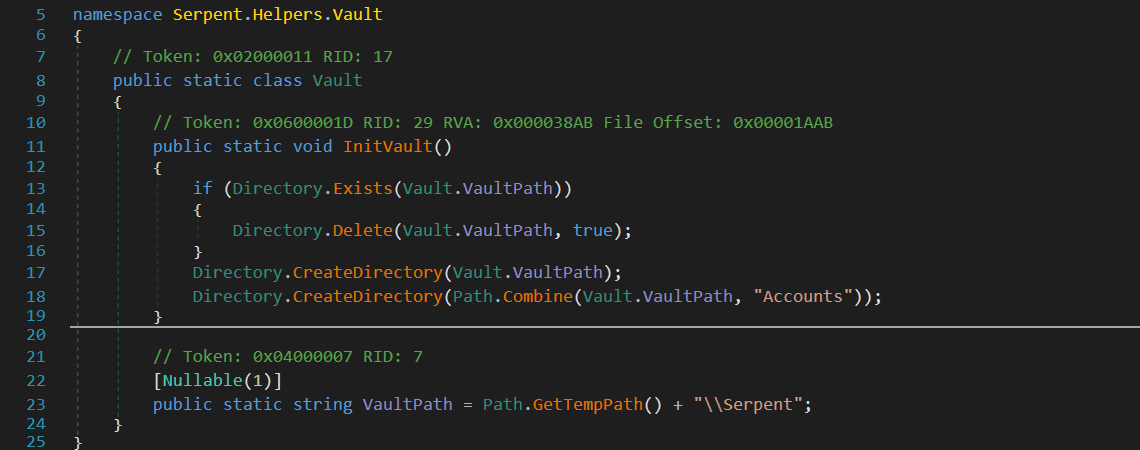 5 namespace Serpent.Helpers.Vault
6 {
7 // Token: 0x02000011 RID: 17
8 public static class Vault
9 {
10 // Token: 0x0600001D RID: 29 RVA: 0x000038AB File Offset: 0x00001AAB
11 public static void InitVault()
12 {
13 if (Directory.Exists(Vault.VaultPath))
14 {
15 Directory.Delete(Vault.VaultPath, true);
16 }
17 Directory.CreateDirectory(Vault.VaultPath);
18 Directory.CreateDirectory(Path.Combine(Vault.VaultPath, "Accounts"));
19 }
20
21 // Token: 0x04000007 RID: 7
22 [Nullable(1)]
23 public static string VaultPath = Path.GetTempPath() + "\\Serpent";
24 }
25 }